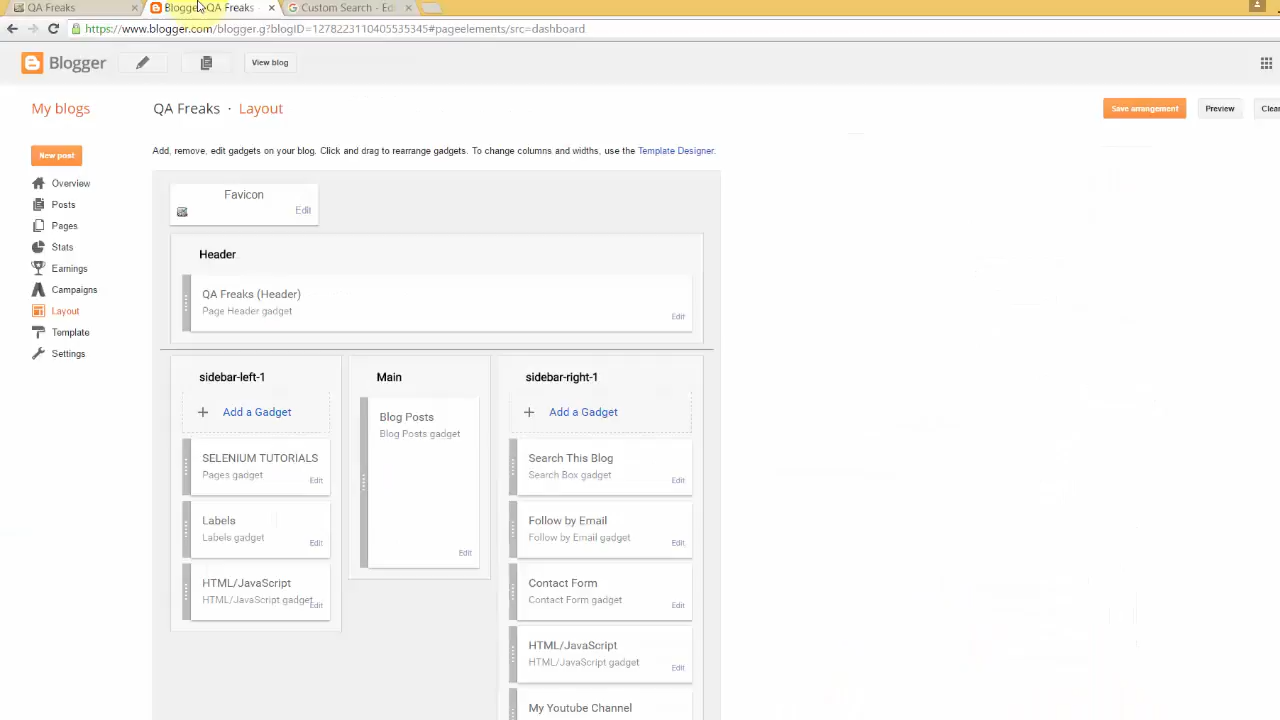 QA Freaks
Blogger: QA Freaks
Custom Search - Ed
https://www.blogger.com/blogger.g?blogID=1278223110405535345#pageelements/src=dashboard
Blogger
View blog
My blogs
QA Freaks · Layout
Save arrangement
Preview
Clear
Add, remove, edit gadgets on your blog. Click and drag to rearrange gadgets. To change columns and widths, use the Template Designer.
New post
Overview
Posts
Pages
Stats
Earnings
Campaigns
Layout
Template
Settings
Favicon
Edit
Header
QA Freaks (Header)
Page Header gadget
Edit
sidebar-left-1
Add a Gadget
SELENIUM TUTORIALS
Pages gadget
Edit
Labels
Labels gadget
Edit
HTML/JavaScript
HTML/JavaScript gadget
Edit
Main
Blog Posts
Blog Posts gadget
Edit
sidebar-right-1
Add a Gadget
Search This Blog
Search Box gadget
Edit
Follow by Email
Follow by Email gadget
Edit
Contact Form
Contact Form gadget
Edit
HTML/JavaScript
HTML/JavaScript gadget
Edit
My Youtube Channel